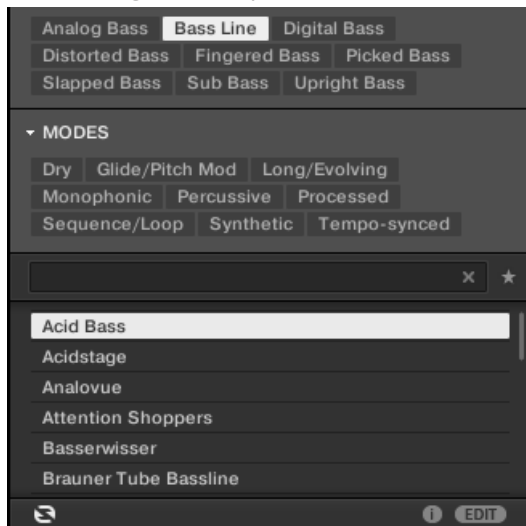 Analog Bass Bass Line Digital Bass
Distorted Bass Fingered Bass Picked Bass
Slapped Bass Sub Bass Upright Bass
MODES
Dry Glide/Pitch Mod Long/Evolving
Monophonic Percussive Processed
Sequence/Loop Synthetic Tempo-synced
Acid Bass
Acidstage
Analovue
Attention Shoppers
Basserwisser
Brauner Tube Bassline
i EDIT